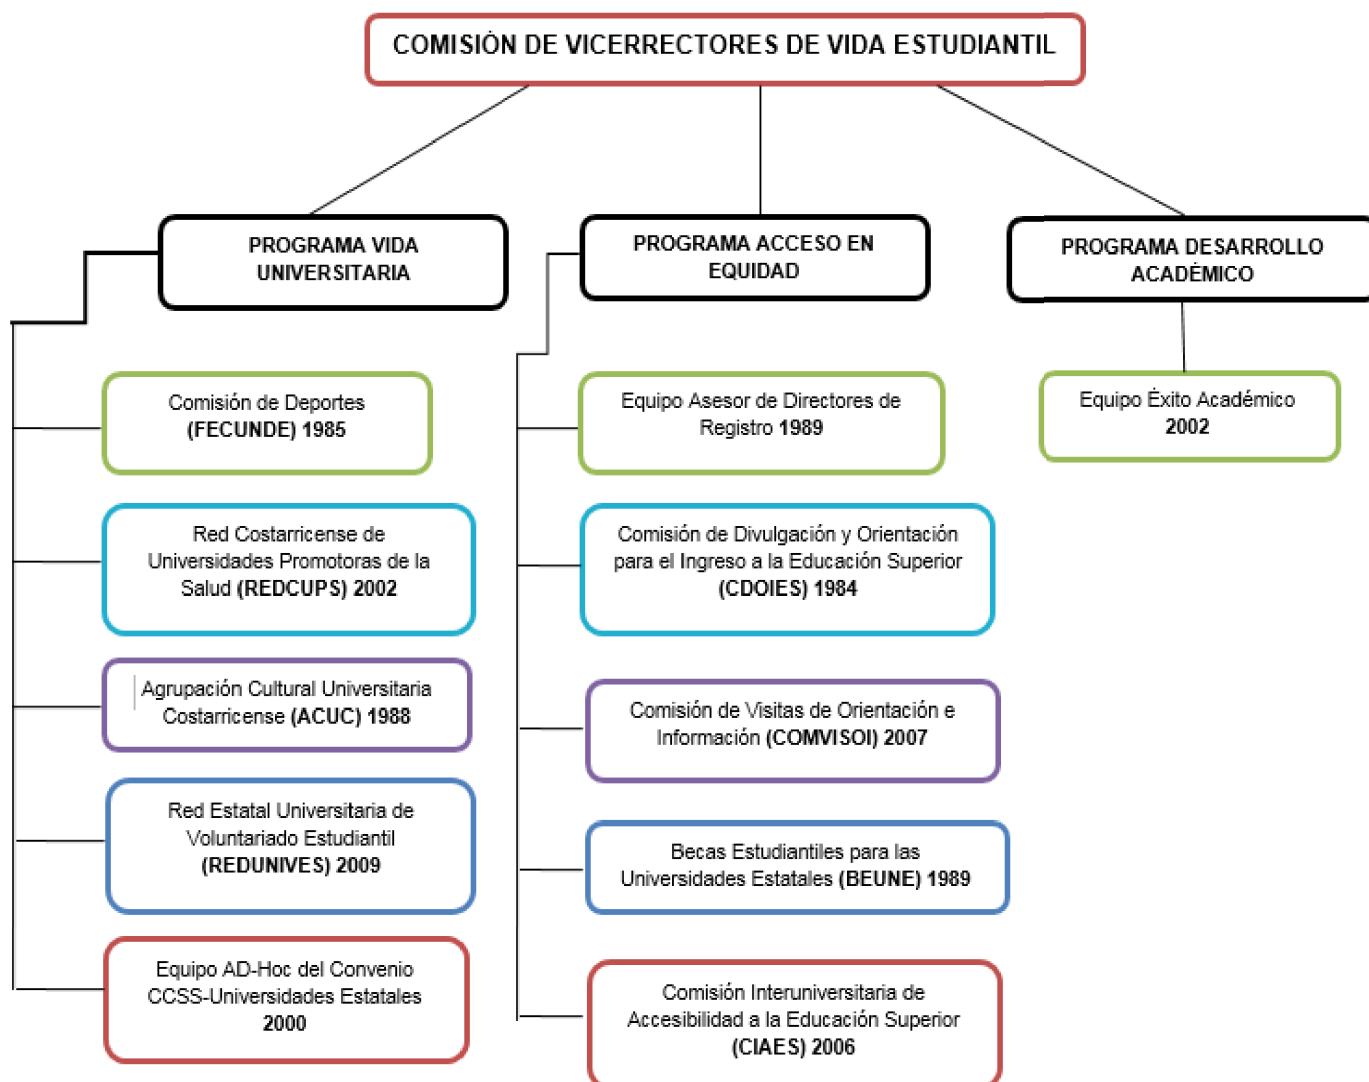 COMISIÓN DE VICERRECTORES DE VIDA ESTUDIANTIL
PROGRAMA VIDA
UNIVERSITARIA
PROGRAMA ACCESO EN
EQUIDAD
PROGRAMA DESARROLLO
ACADÉMICO
Comisión de Deportes
(FECUNDE) 1985
Red Costarricense de
Universidades Promotoras de la
Salud (REDCUPS) 2002
Agrupación Cultural Universitaria
Costarricense (ACUC) 1988
Red Estatal Universitaria de
Voluntariado Estudiantil
(REDUNIVES) 2009
Equipo AD-Hoc del Convenio
CCSS-Universidades Estatales
2000
Equipo Asesor de Directores de
Registro 1989
Comisión de Divulgación y Orientación
para el Ingreso a la Educación Superior
(CDOIES) 1984
Comisión de Visitas de Orientación e
Información (COMVISOI) 2007
Becas Estudiantiles para las
Universidades Estatales (BEUNE) 1989
Comisión Interuniversitaria de
Accesibilidad a la Educación Superior
(CIAES) 2006
Equipo Éxito Académico
2002